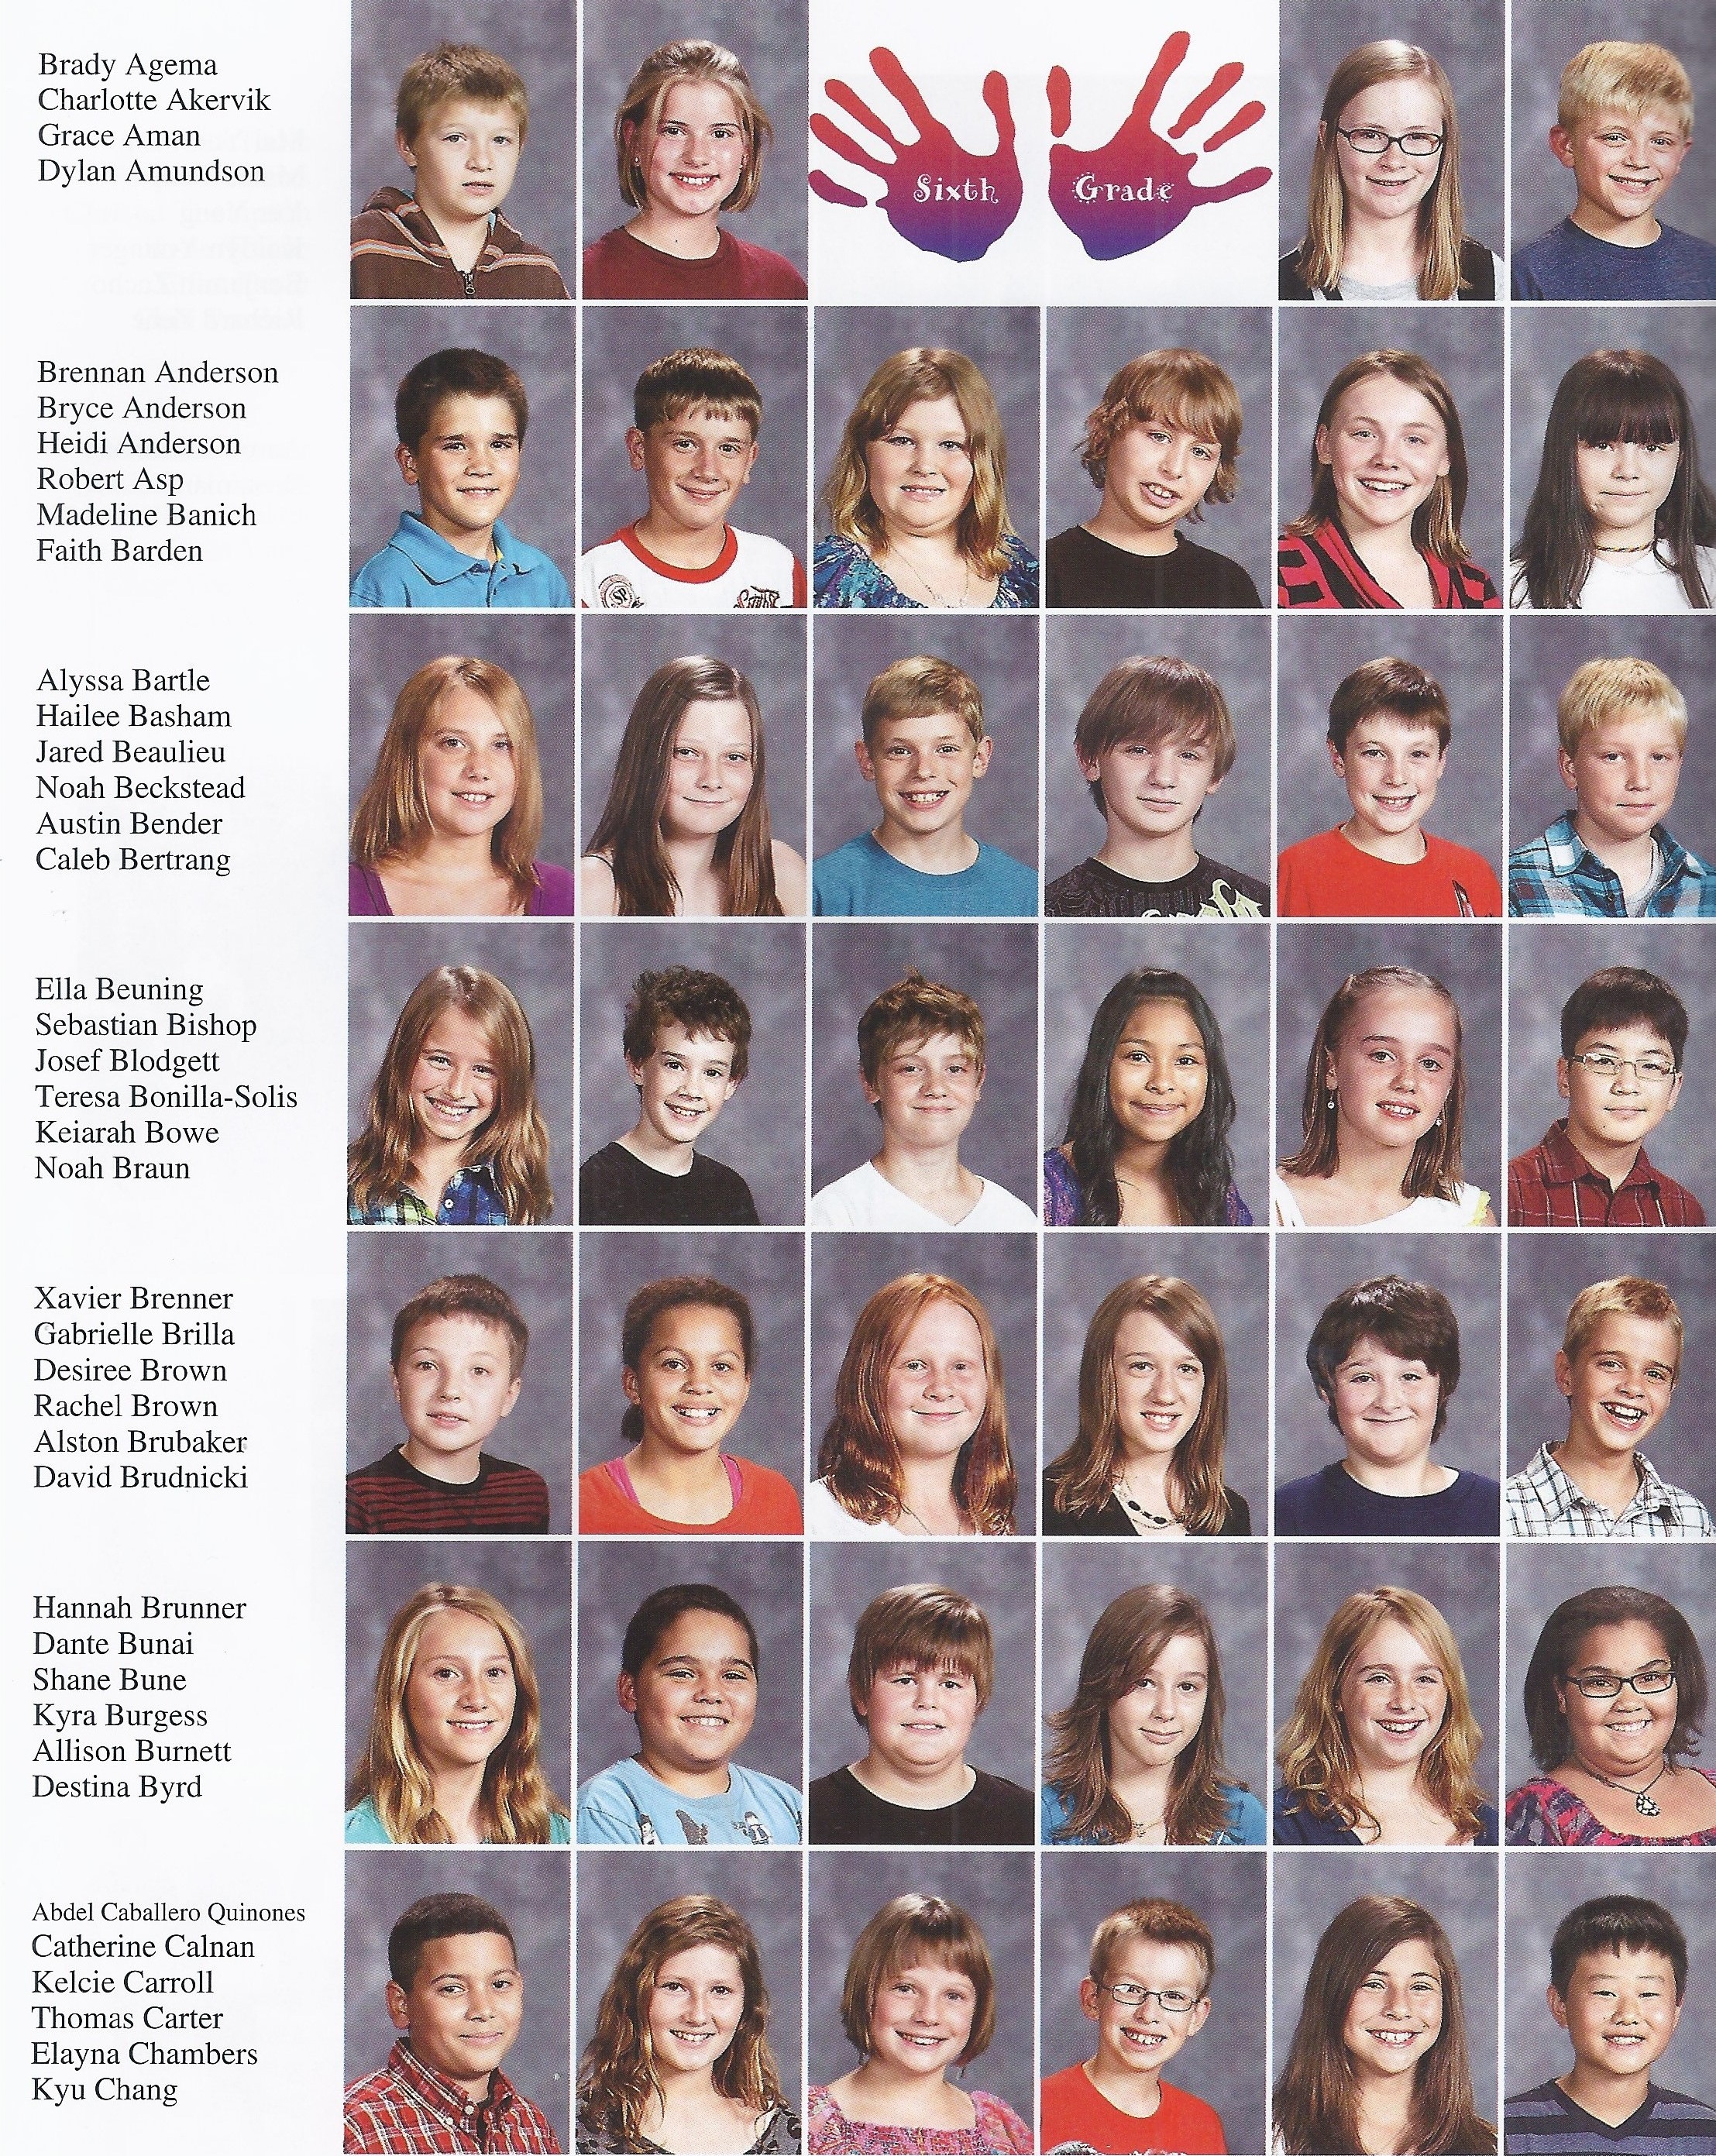 Brady Agema
Charlotte Akervik
Grace Aman
Dylan Amundson
Sixth Grade
Brennan Anderson
Bryce Anderson
Heidi Anderson
Robert Asp
Madeline Banich
Faith Barden
SP
Alyssa Bartle
Hailee Basham
Jared Beaulieu
Noah Beckstead
Austin Bender
Caleb Bertrang
Ella Beuning
Sebastian Bishop
Josef Blodgett
Teresa Bonilla-Solis
Keiarah Bowe
Noah Braun
Xavier Brenner
Gabrielle Brilla
Desiree Brown
Rachel Brown
Alston Brubaker
David Brudnicki
Hannah Brunner
Dante Bunai
Shane Bune
Kyra Burgess
Allison Burnett
Destina Byrd
Abdel Caballero Quinones
Catherine Calnan
Kelcie Carroll
Thomas Carter
Elayna Chambers
Kyu Chang